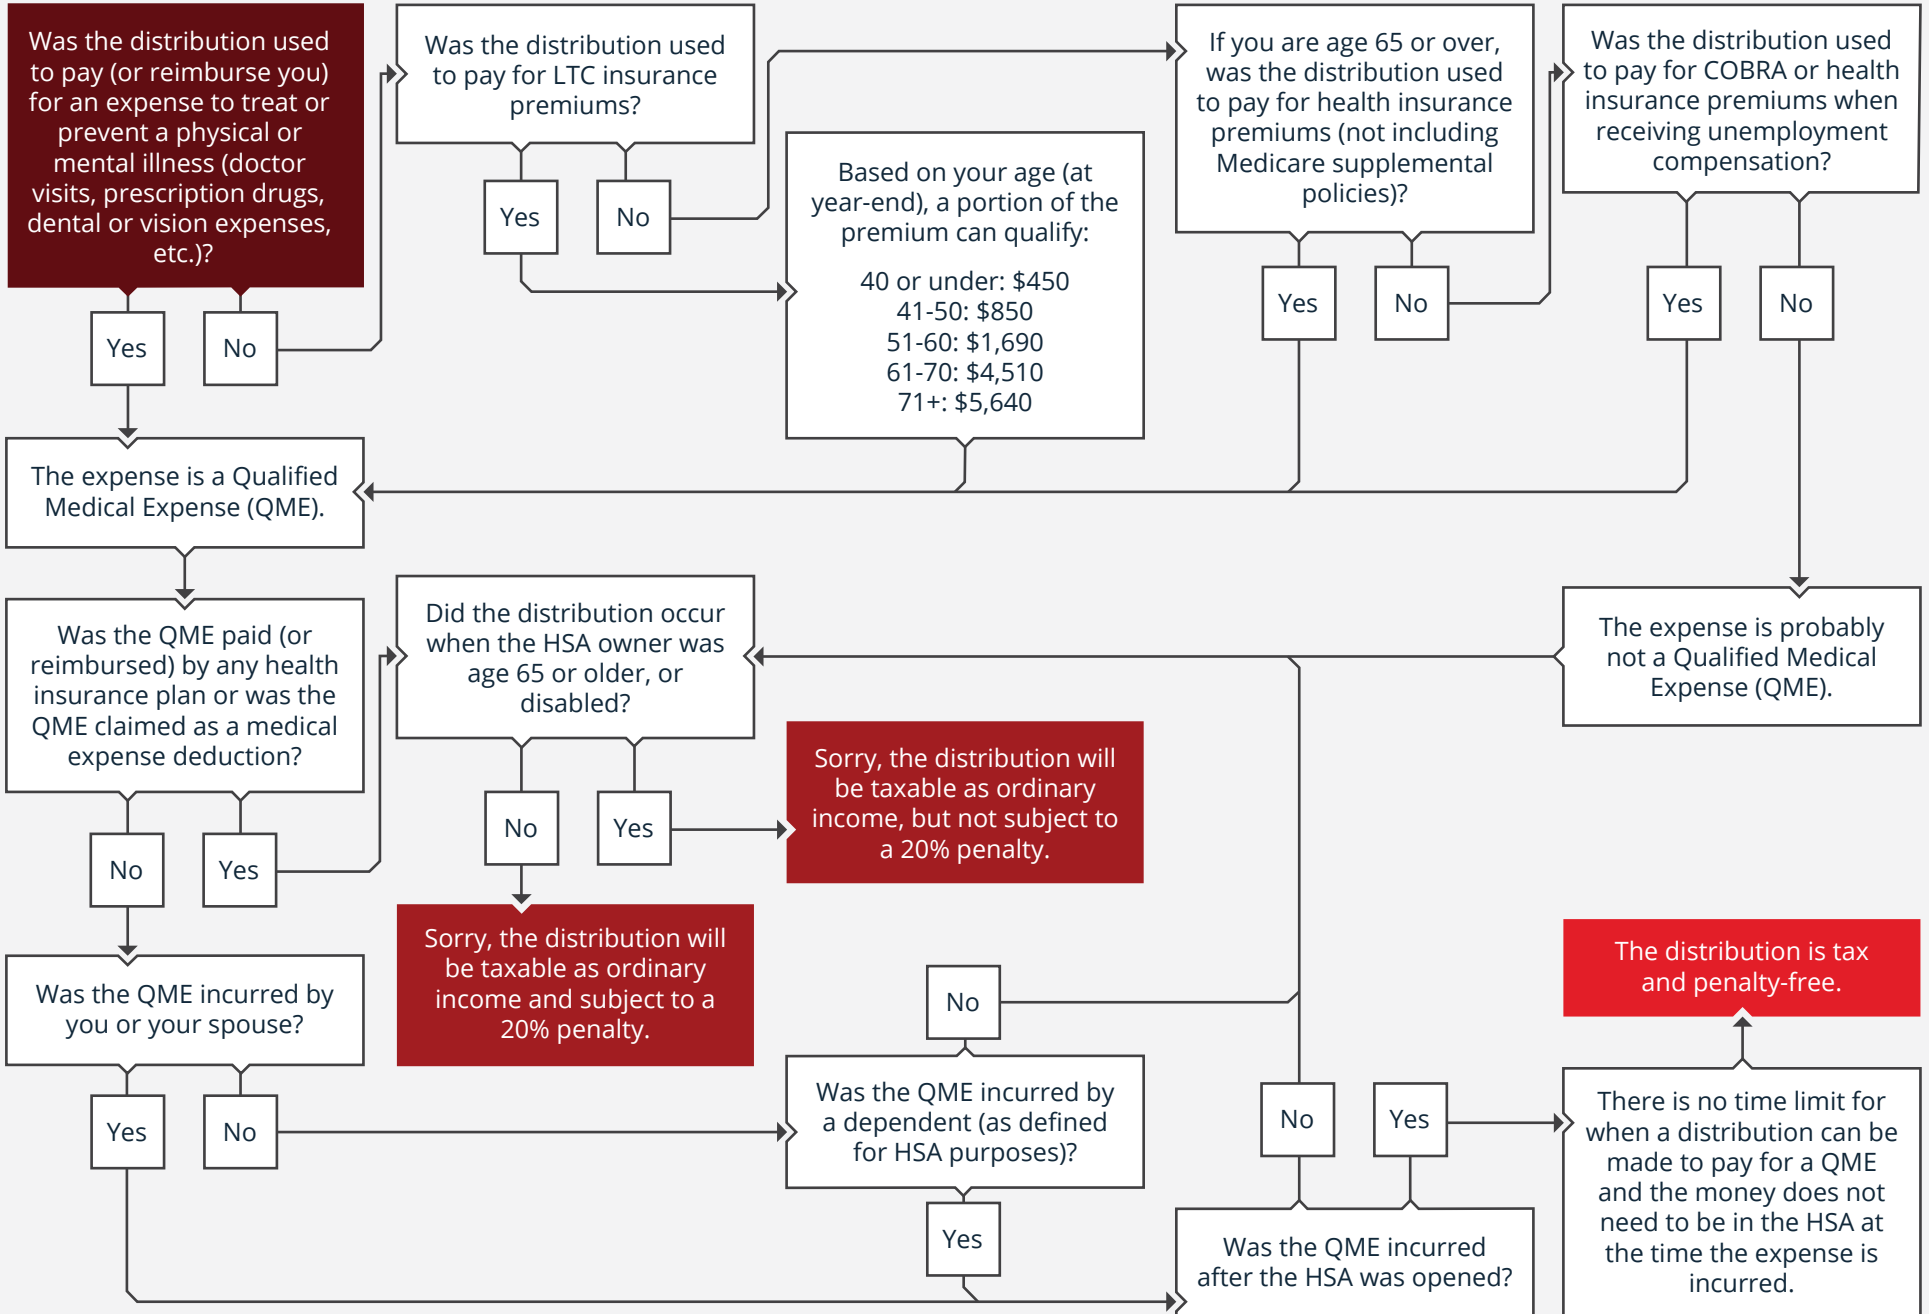 Was the distribution used
to pay (or reimburse you)
for an expense to treat or
prevent a physical or
mental illness (doctor
visits, prescription drugs,
dental or vision expenses,
etc.)?
Yes
No
Was the distribution used
to pay for LTC insurance
premiums?
Yes
No
Based on your age (at
year-end), a portion of the
premium can qualify:
40 or under: $450
41-50: $850
51-60: $1,690
61-70: $4,510
71+: $5,640
If you are age 65 or over,
was the distribution used
to pay for health insurance
premiums (not including
Medicare supplemental
policies)?
Yes
No
Was the distribution used
to pay for COBRA or health
insurance premiums when
receiving unemployment
compensation?
Yes
No
The expense is a Qualified
Medical Expense (QME).
Was the QME paid (or
reimbursed) by any health
insurance plan or was the
QME claimed as a medical
expense deduction?
No
Yes
Did the distribution occur
when the HSA owner was
age 65 or older, or
disabled?
No
Yes
Sorry, the distribution will
be taxable as ordinary
income, but not subject to
a 20% penalty.
Sorry, the distribution will
be taxable as ordinary
income and subject to a
20% penalty.
The expense is probably
not a Qualified Medical
Expense (QME).
Was the QME incurred by
you or your spouse?
Yes
No
No
Was the QME incurred by
a dependent (as defined
for HSA purposes)?
Yes
No
Yes
Was the QME incurred
after the HSA was opened?
The distribution is tax
and penalty-free.
There is no time limit for
when a distribution can be
made to pay for a QME
and the money does not
need to be in the HSA at
the time the expense is
incurred.